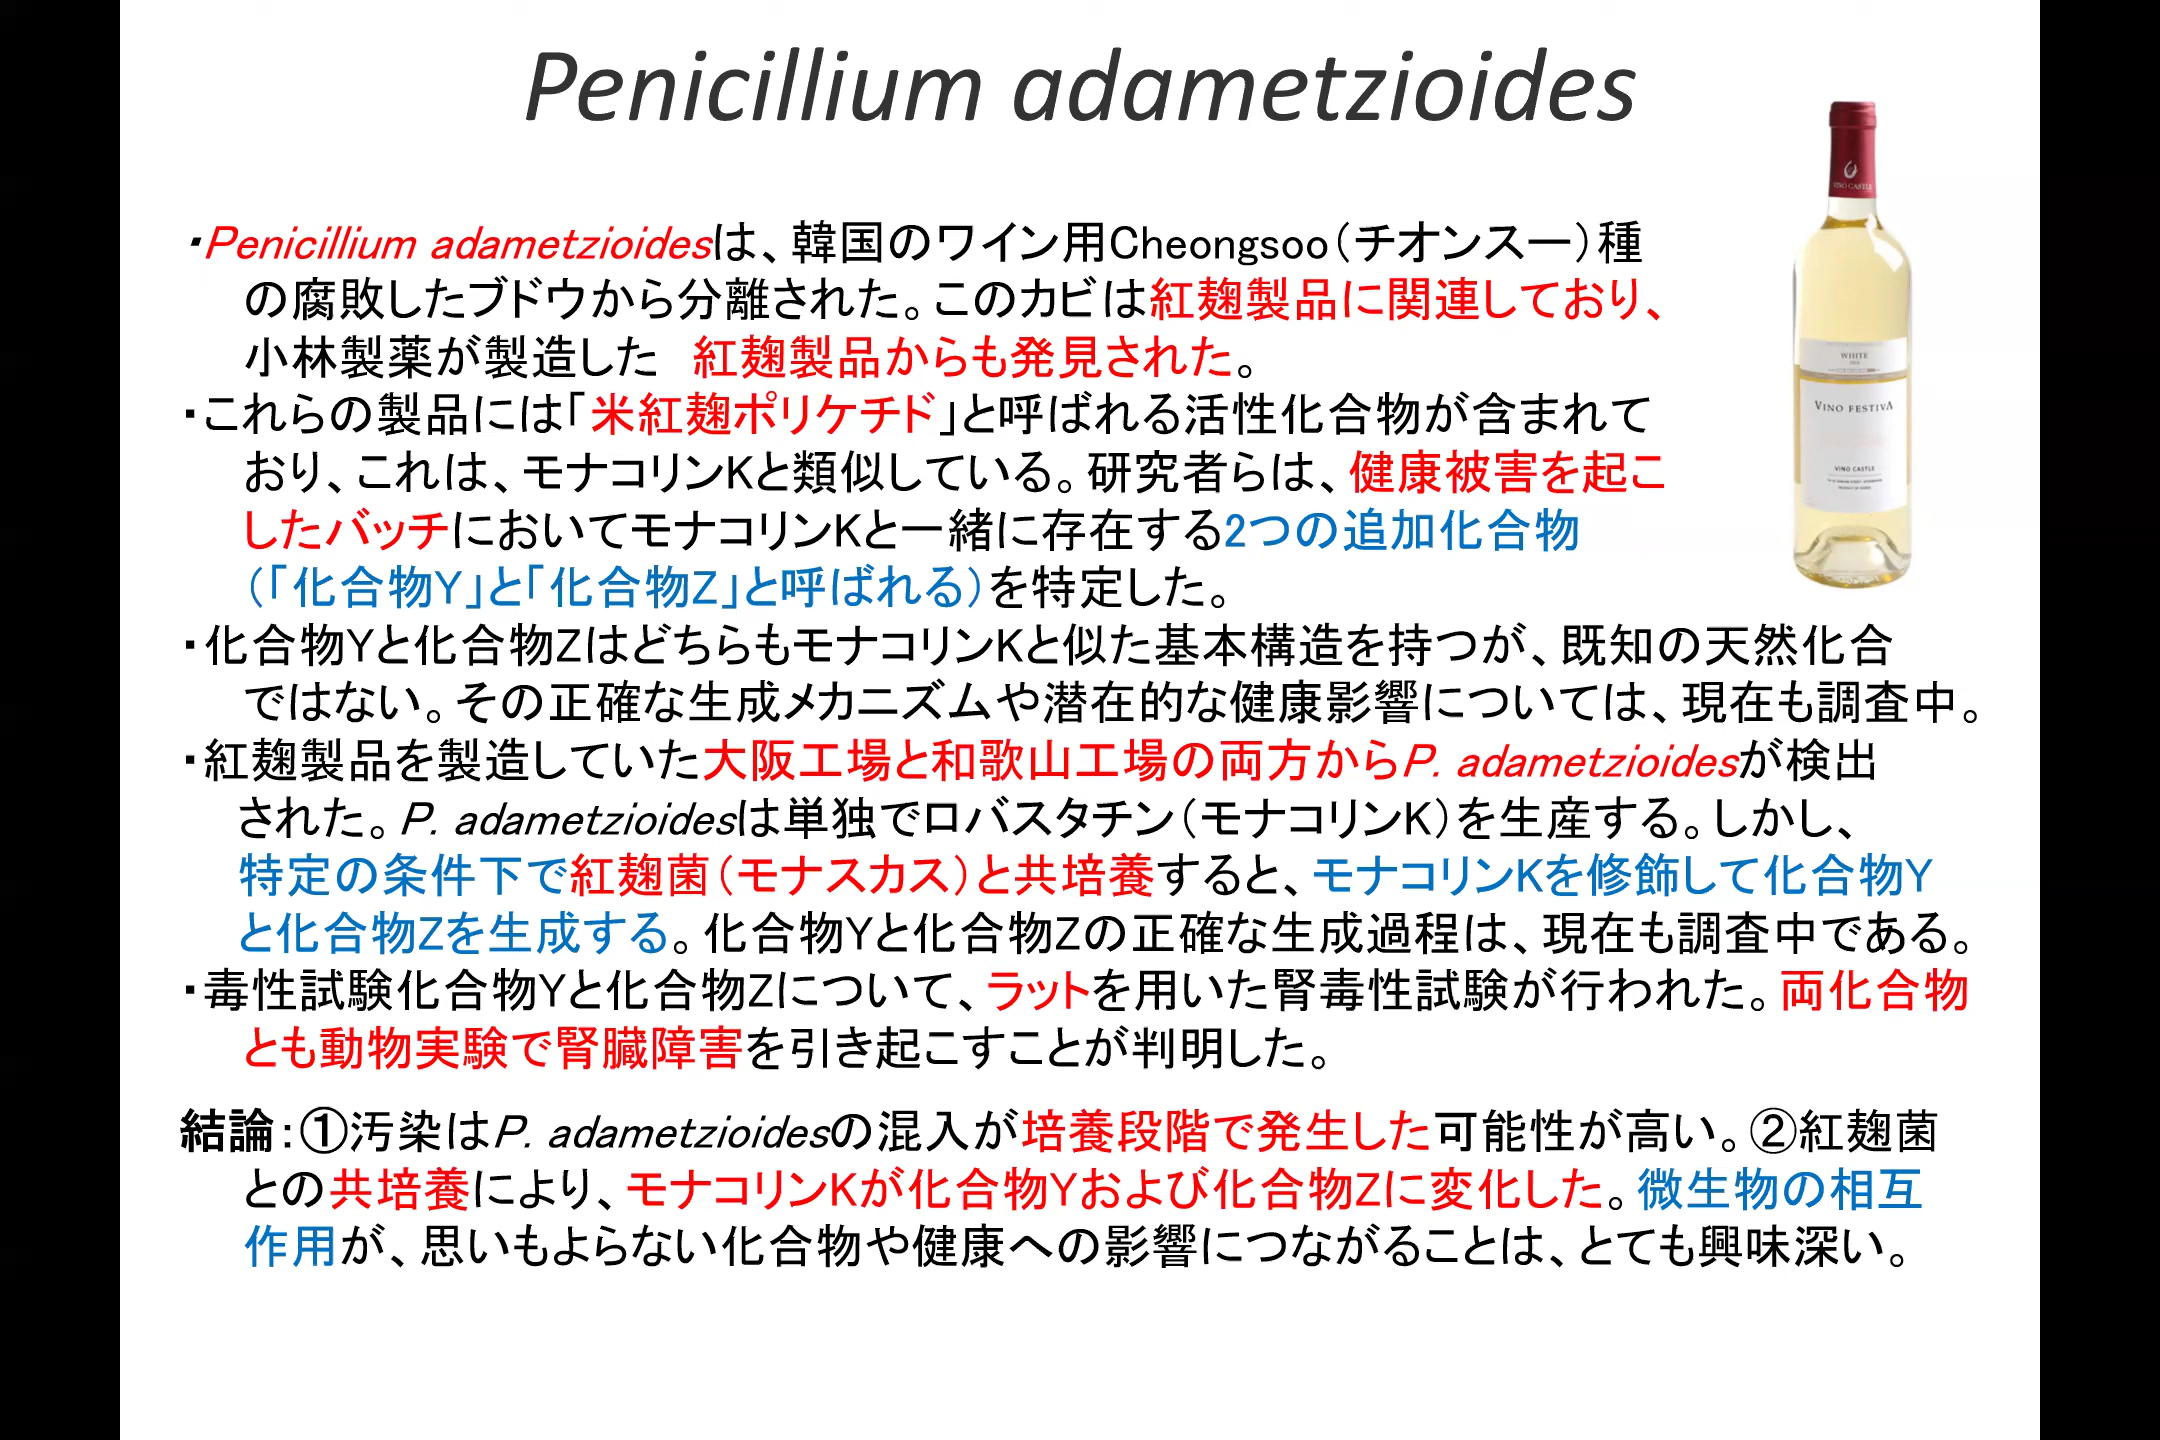 Penicillium adametzioides
・Penicillium adametzioidesは、韓国のワイン用Cheongsoo（チオンスー）種
の腐敗したブドウから分離された。このカビは紅麹製品に関連しており、
小林製薬が製造した　紅麹製品からも発見された。
・これらの製品には「米紅麹ポリケチド」と呼ばれる活性化合物が含まれて
おり、これは、モナコリンKと類似している。研究者らは、健康被害を起こ
したバッチにおいてモナコリンKと一緒に存在する2つの追加化合物
（「化合物Y」と「化合物Z」と呼ばれる）を特定した。
・化合物Yと化合物ZはどちらもモナコリンKと似た基本構造を持つが、既知の天然化合
ではない。その正確な生成メカニズムや潜在的な健康影響については、現在も調査中。
・紅麹製品を製造していた大阪工場と和歌山工場の両方からP. adametzioidesが検出
された。P. adametzioidesは単独でロバスタチン（モナコリンK）を生産する。しかし、
特定の条件下で紅麹菌（モナスカス）と共培養すると、モナコリンKを修飾して化合物Y
と化合物Zを生成する。化合物Yと化合物Zの正確な生成過程は、現在も調査中である。
・毒性試験化合物Yと化合物Zについて、ラットを用いた腎毒性試験が行われた。両化合物
とも動物実験で腎臓障害を引き起こすことが判明した。
結論：①汚染はP. adametzioidesの混入が培養段階で発生した可能性が高い。②紅麹菌
との共培養により、モナコリンKが化合物Yおよび化合物Zに変化した。微生物の相互
作用が、思いもよらない化合物や健康への影響につながることは、とても興味深い。
VINO CASTLE
WHITE
VINO FESTIVA
VINO CASTLE